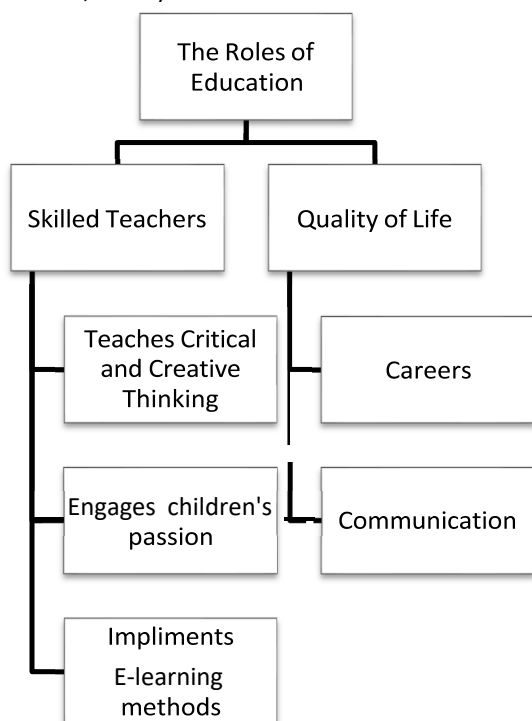 The Roles of
Education
Skilled Teachers
Quality of Life
Teaches Critical
and Creative
Thinking
Careers
Engages children's
passion
Communication
Impliments
E-learning
methods